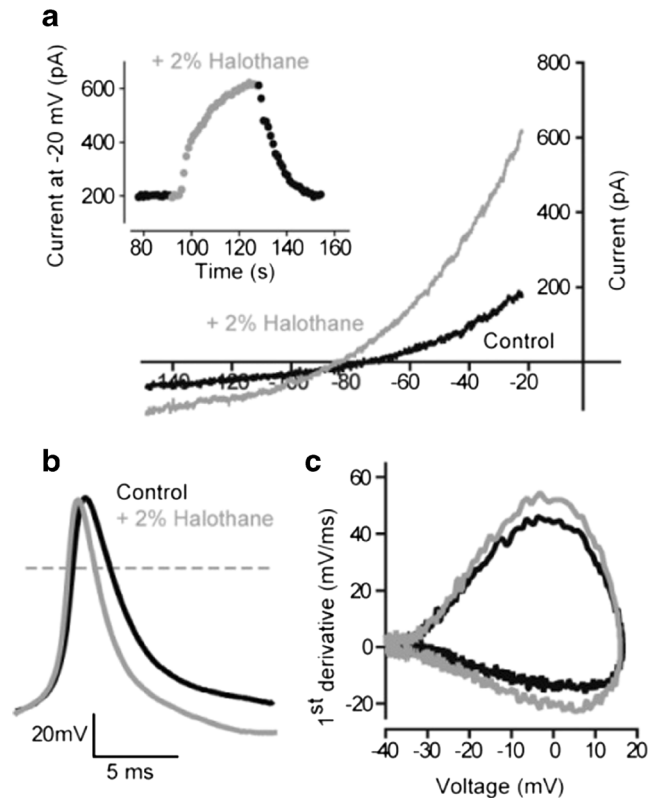 a
+ 2% Halothane
Current at -20 mV (pA)
600
400
200
80 100 120 140 160
Time (s)
800
600
400
200
Current (pA)
+ 2% Halothane
Control
-140 -120 -100 -80 -60 -40 -20
b
Control
+ 2% Halothane
20mV
5 ms
c
1st derivative (mV/ms)
60
40
20
0
-20
-40 -30 -20 -10 0 10 20
Voltage (mV)